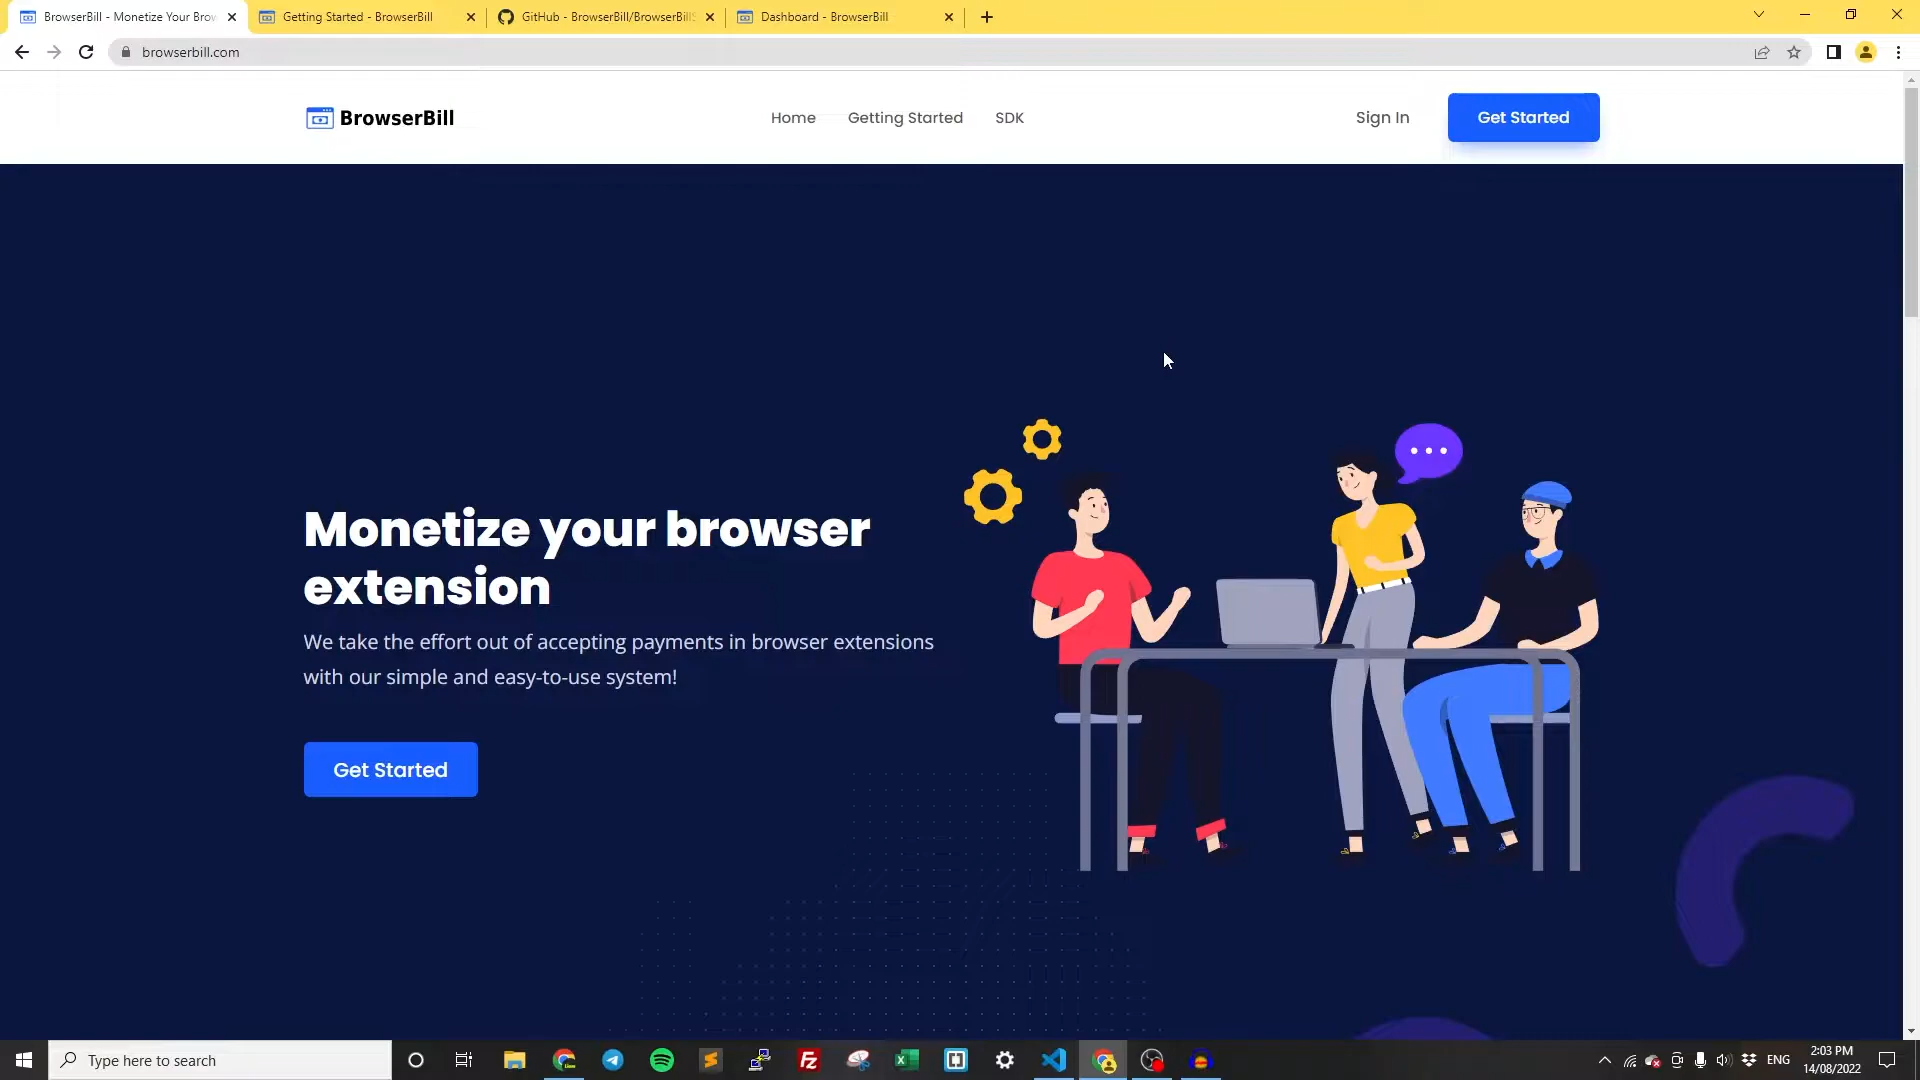 BrowserBill - Monetize Your Brow
Getting Started - BrowserBill
GitHub - BrowserBill/BrowserBillS
Dashboard - BrowserBill
browserbill.com
BrowserBill
Home
Getting Started
SDK
Sign In
Get Started
Monetize your browser
extension
We take the effort out of accepting payments in browser extensions
with our simple and easy-to-use system!
Get Started
Type here to search
ENG
2:03 PM
14/08/2022